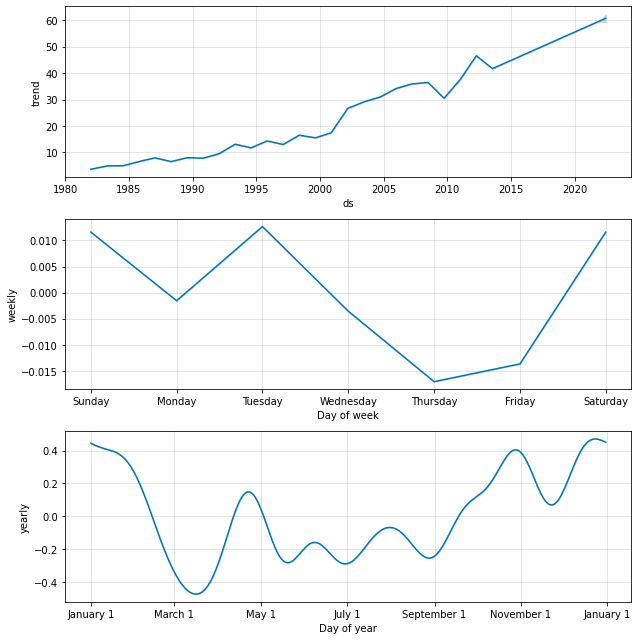 60
50
40
30
20
10
trend
1980 1985 1990 1995 2000 2005 2010 2015 2020
ds
0.010
0.005
0.000
−0.005
−0.010
−0.015
weekly
Sunday Monday Tuesday Wednesday Thursday Friday Saturday
Day of week
0.4
0.2
0.0
−0.2
−0.4
yearly
January 1 March 1 May 1 July 1 September 1 November 1 January 1
Day of year